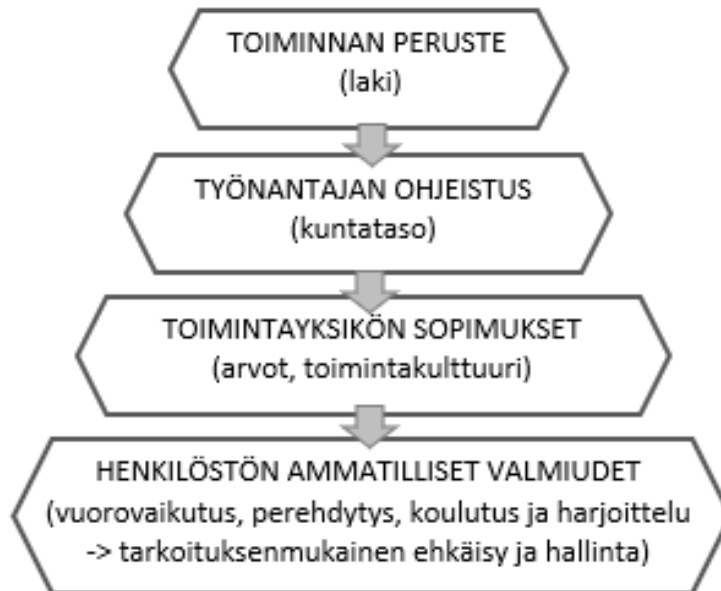 TOIMINNAN PERUSTE
(laki)
TYÖNANTAJAN OHJEISTUS
(kuntataso)
TOIMINTAYKSIKÖN SOPIMUKSET
(arvot, toimintakulttuuri)
HENKILÖSTÖN AMMATILLISET VALMIUDET
(vuorovaikutus, perehdytys, koulutus ja harjoittelu
-> tarkoituksenmukainen ehkäisy ja hallinta)